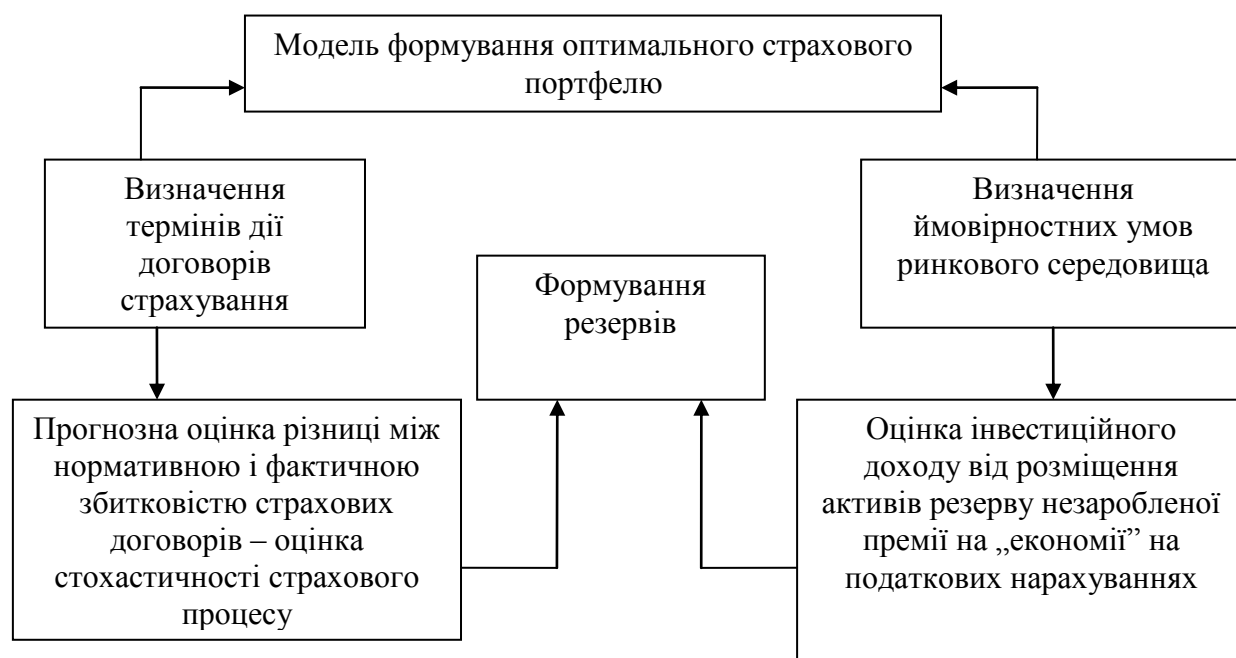 Модель формування оптимального страхового
портфелю
Визначення
термінів дії
договорів
страхування
Визначення
ймовірностних умов
ринкового середовища
Формування
резервів
Прогнозна оцінка різниці між
нормативною і фактичною
збитковістю страхових
договорів – оцінка
стохастичності страхового
процесу
Оцінка інвестиційного
доходу від розміщення
активів резерву незаробленої
премії на „економії” на
податкових нарахуваннях